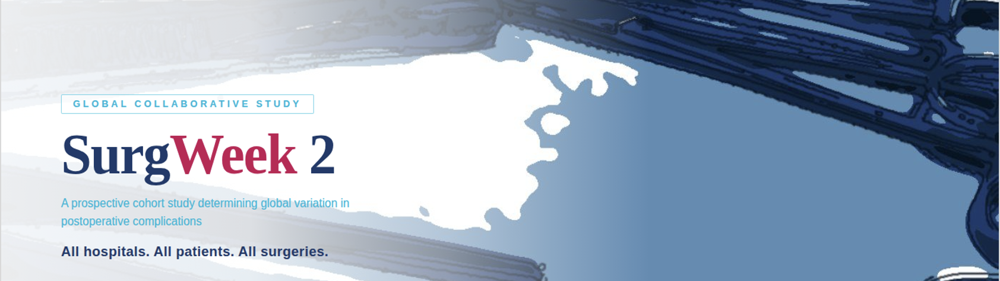 GLOBAL COLLABORATIVE STUDY
SurgWeek 2
A prospective cohort study determining global variation in
postoperative complications
All hospitals. All patients. All surgeries.